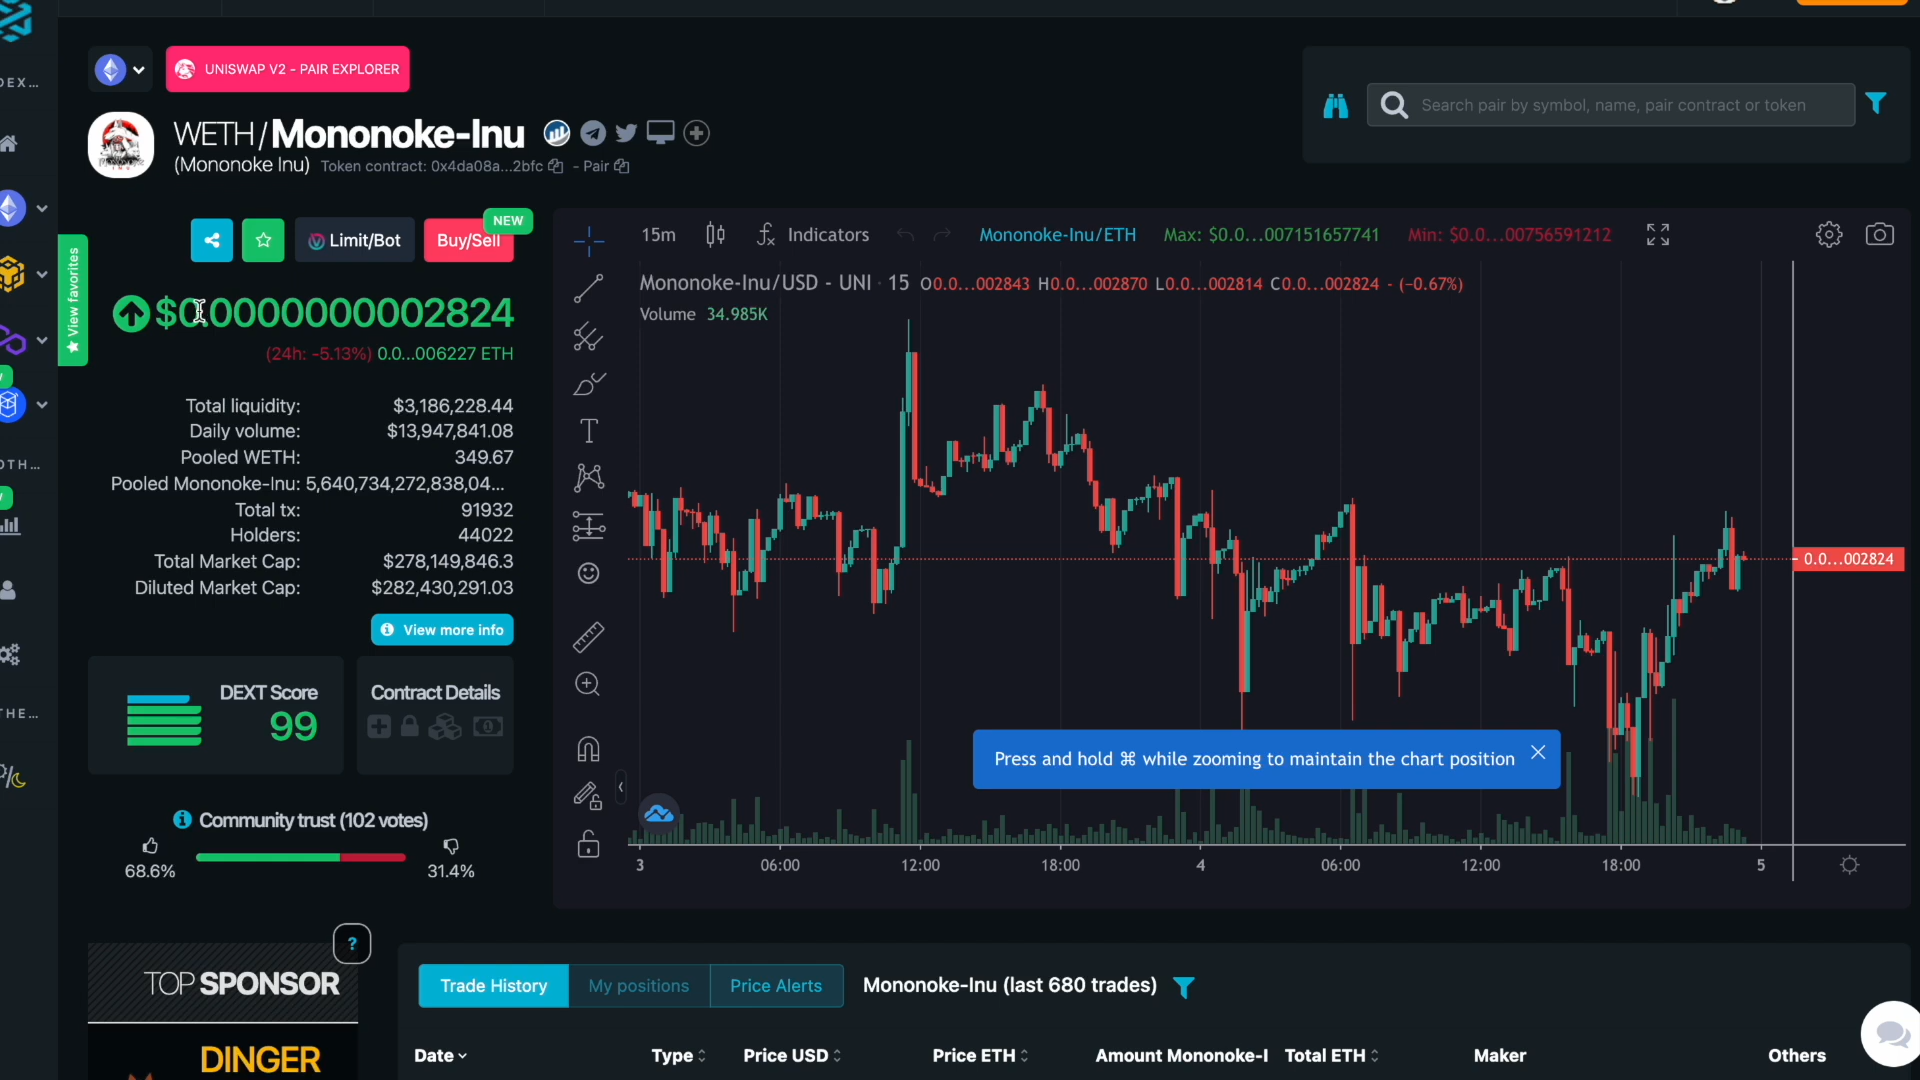 UNISWAP V2 - PAIR EXPLORER
Search pair by symbol, name, pair contract or token
WETH/Mononoke-Inu
(Mononoke Inu) Token contract: 0x4da08a...2bfc - Pair
NEW
Limit/Bot
Buy/Sell
View favorites
$0.00000000002824
(24h: -5.13%) 0.0...006227 ETH
Total liquidity: $3,186,228.44
Daily volume: $13,947,841.08
Pooled WETH: 349.67
Pooled Mononoke-Inu: 5,640,734,272,838,04...
Total tx: 91932
Holders: 44022
Total Market Cap: $278,149,846.3
Diluted Market Cap: $282,430,291.03
View more info
DEXT Score
99
Contract Details
Community trust (102 votes)
68.6%
31.4%
15m
Indicators
Mononoke-Inu/ETH
Max: $0.0...007151657741
Min: $0.0...00756591212
Mononoke-Inu/USD - UNI · 15 O0.0...002843 H0.0...002870 L0.0...002814 C0.0...002824 - (−0.67%)
Volume 34.985K
0.0...002824
Press and hold ⌘ while zooming to maintain the chart position
3 06:00 12:00 18:00 4 06:00 12:00 18:00 5
TOP SPONSOR
?
DINGER
Trade History
My positions
Price Alerts
Mononoke-Inu (last 680 trades)
Date Type Price USD Price ETH Amount Mononoke-I Total ETH Maker Others